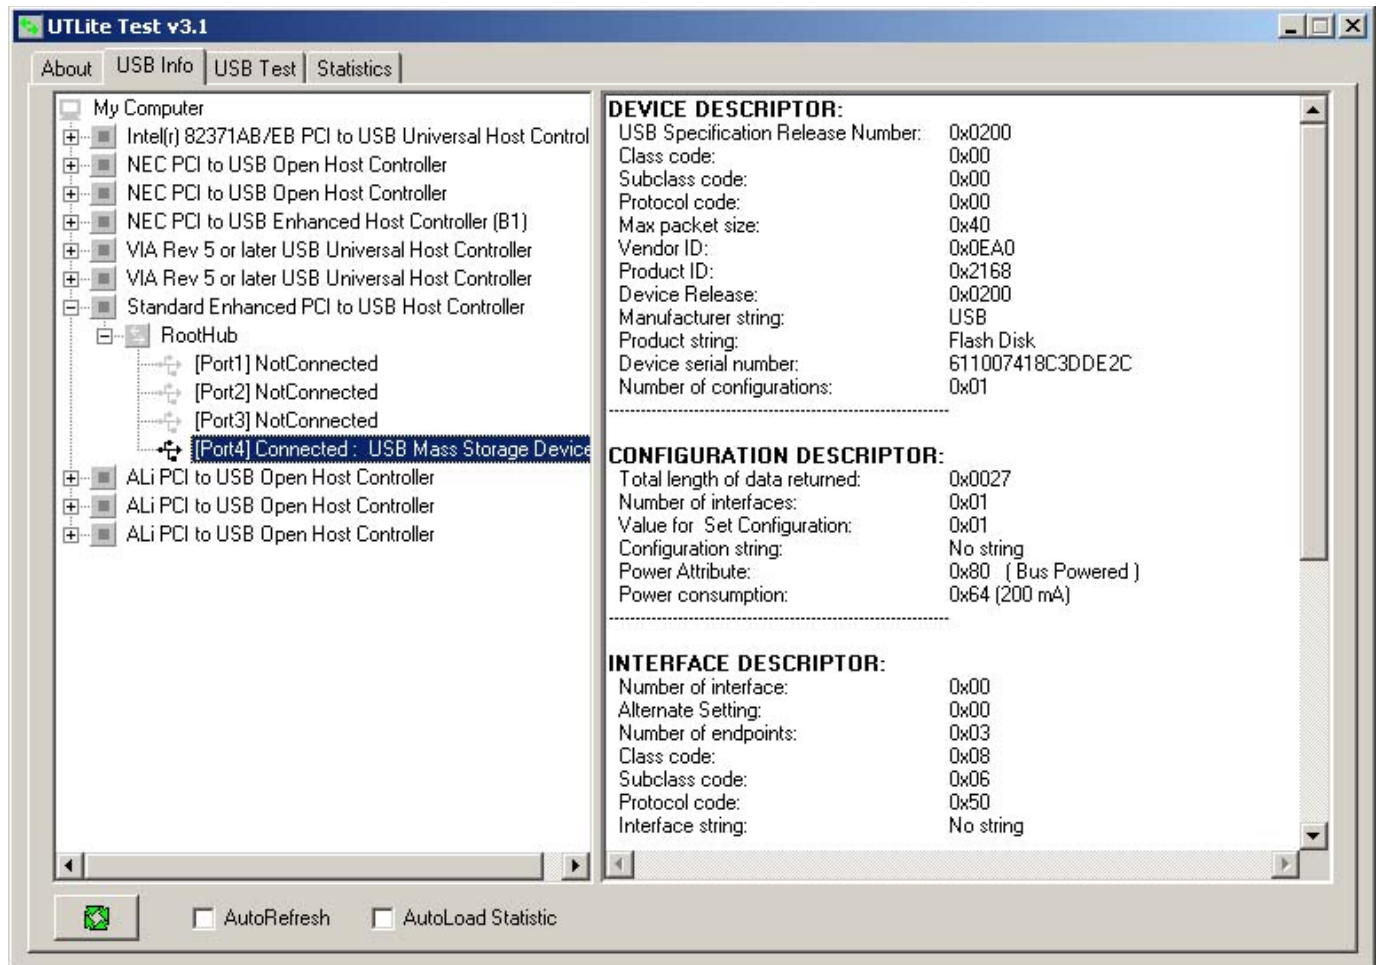 UTLite Test v3.1
About USB Info USB Test Statistics
My Computer
Intel(r) 82371AB/EB PCI to USB Universal Host Control
NEC PCI to USB Open Host Controller
NEC PCI to USB Open Host Controller
NEC PCI to USB Enhanced Host Controller (B1)
VIA Rev 5 or later USB Universal Host Controller
VIA Rev 5 or later USB Universal Host Controller
Standard Enhanced PCI to USB Host Controller
RootHub
[Port1] NotConnected
[Port2] NotConnected
[Port3] NotConnected
[Port4] Connected : USB Mass Storage Device
ALi PCI to USB Open Host Controller
ALi PCI to USB Open Host Controller
ALi PCI to USB Open Host Controller
DEVICE DESCRIPTOR:
USB Specification Release Number: 0x0200
Class code: 0x00
Subclass code: 0x00
Protocol code: 0x00
Max packet size: 0x40
Vendor ID: 0x0EA0
Product ID: 0x2168
Device Release: 0x0200
Manufacturer string: USB
Product string: Flash Disk
Device serial number: 611007418C3DDE2C
Number of configurations: 0x01
CONFIGURATION DESCRIPTOR:
Total length of data returned: 0x0027
Number of interfaces: 0x01
Value for Set Configuration: 0x01
Configuration string: No string
Power Attribute: 0x80 ( Bus Powered )
Power consumption: 0x64 (200 mA)
INTERFACE DESCRIPTOR:
Number of interface: 0x00
Alternate Setting: 0x00
Number of endpoints: 0x03
Class code: 0x08
Subclass code: 0x06
Protocol code: 0x50
Interface string: No string
AutoRefresh AutoLoad Statistic